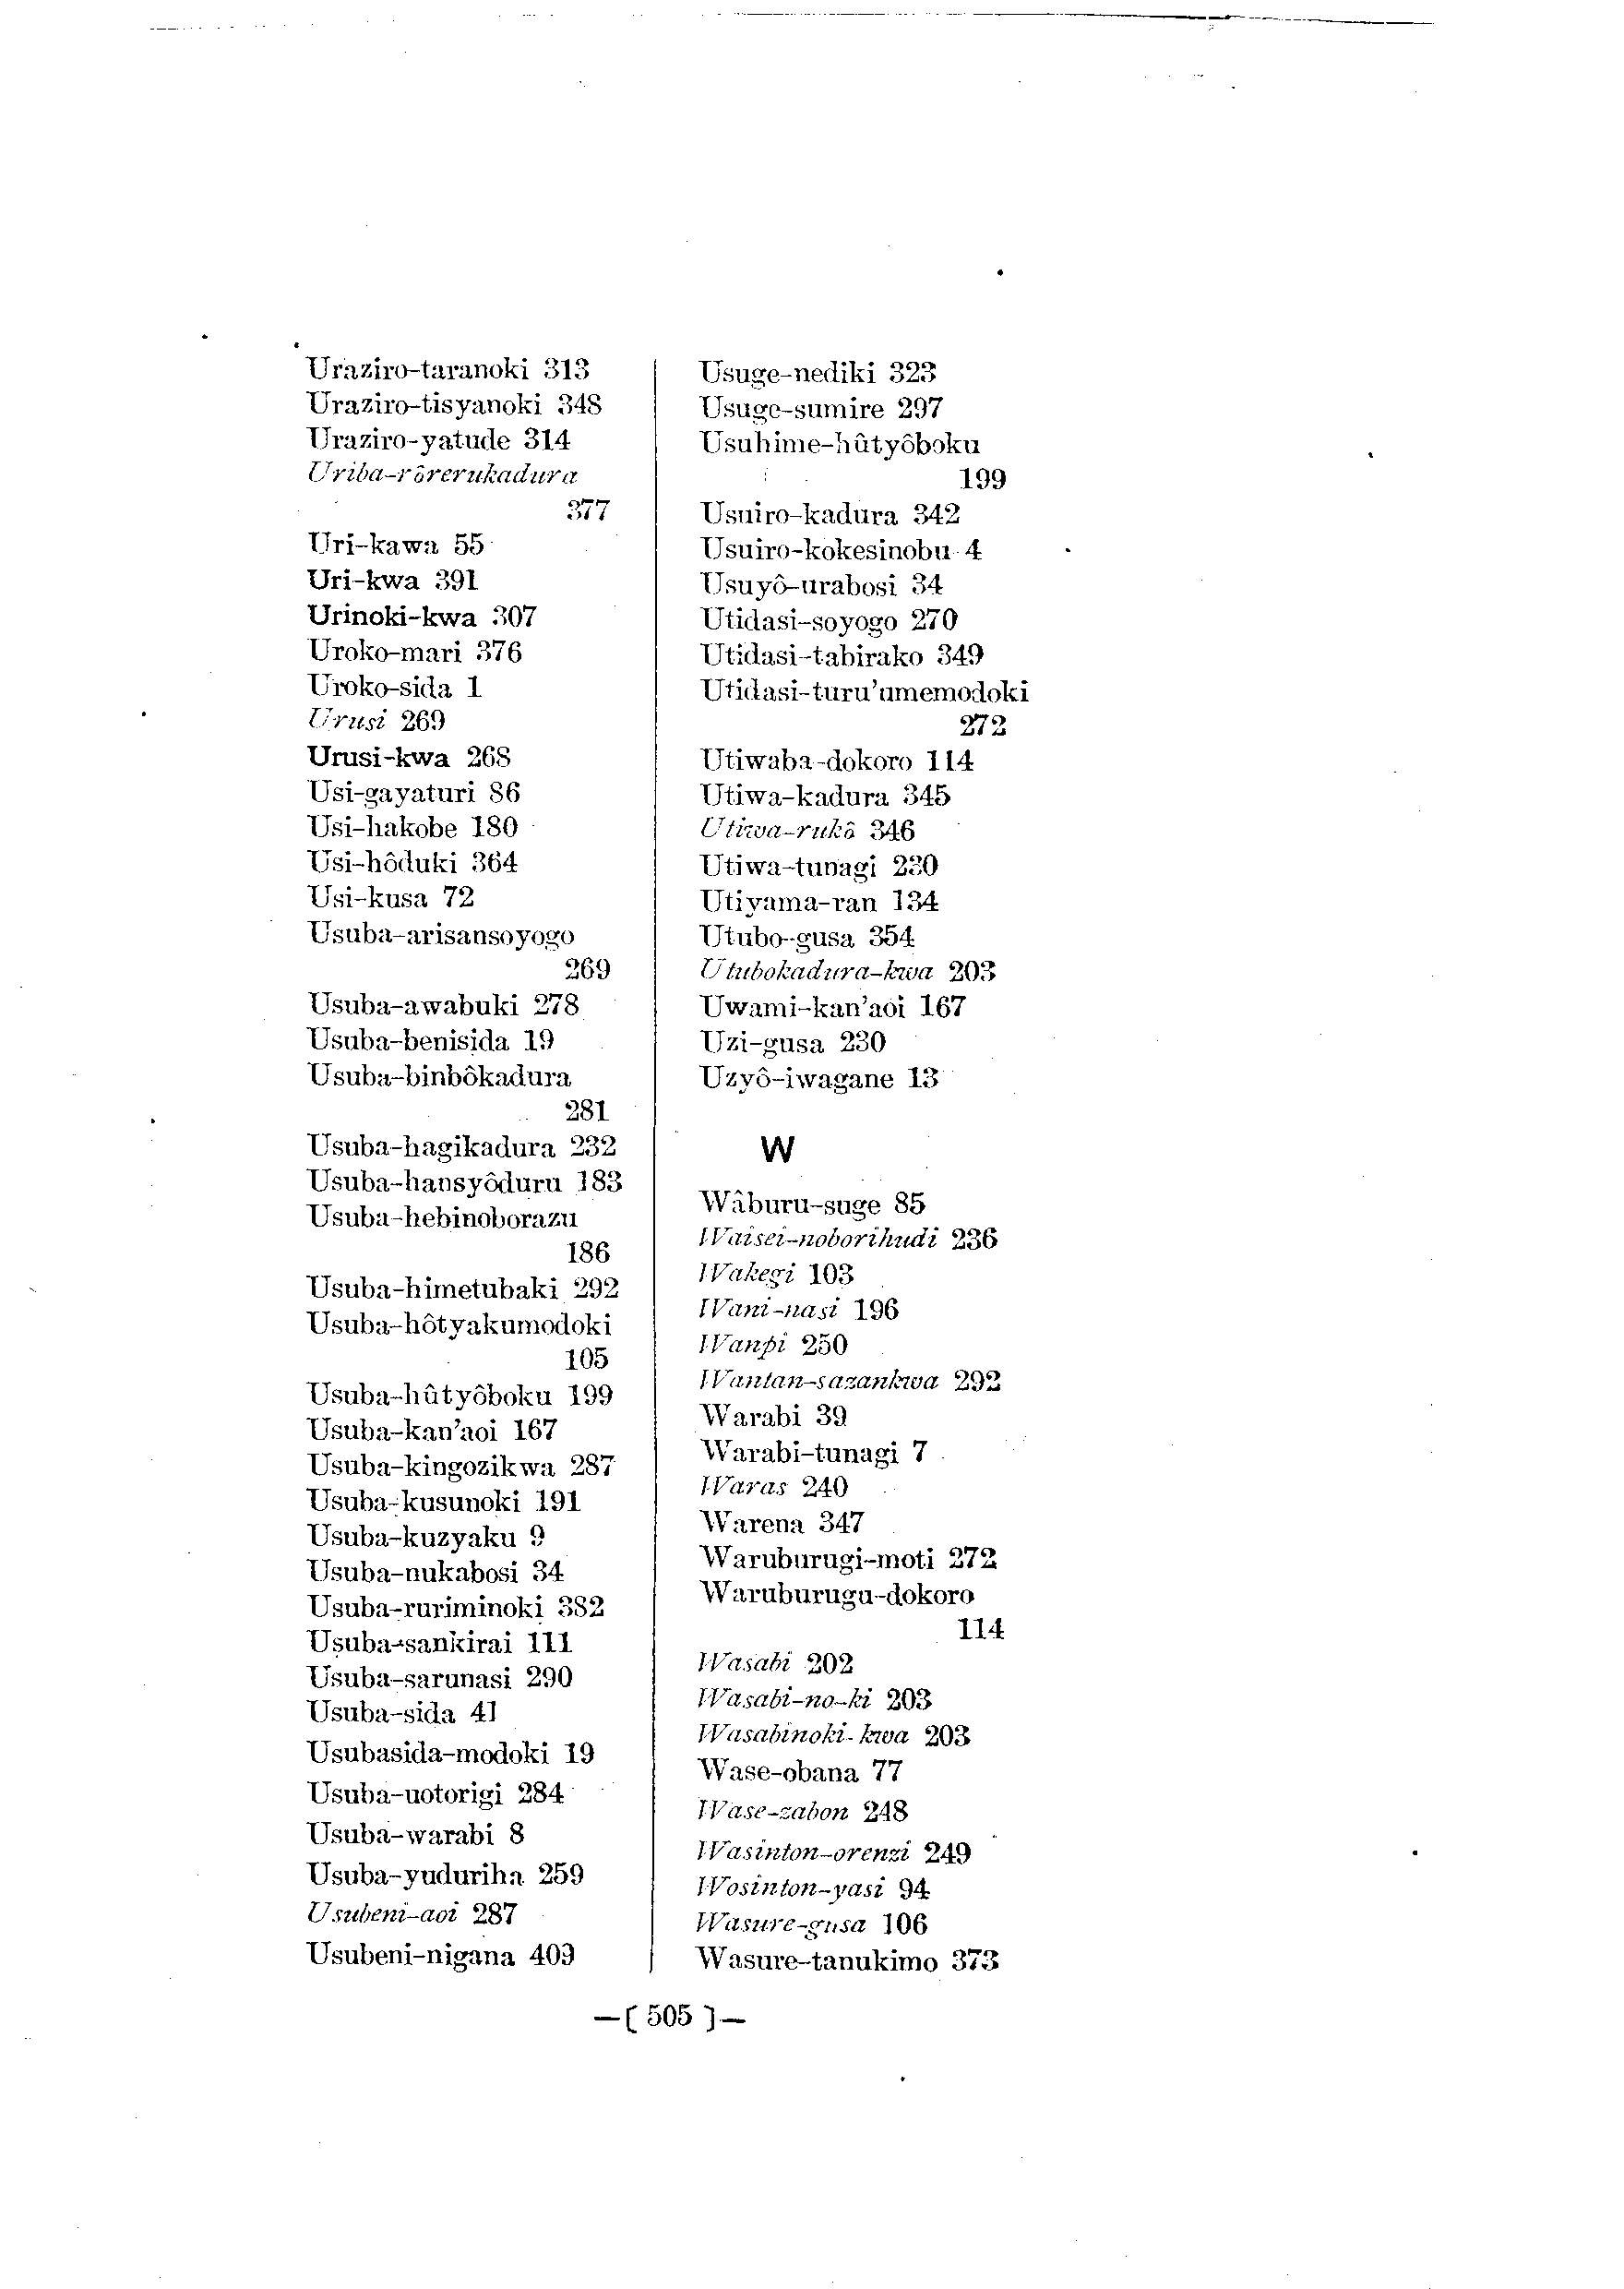 Uraziro-taranoki 313
Uraziro-tisyanoki 348
Uraziro-yatude 314
Uriba-rôrerukadura
377
Uri-kawa 55
Uri-kwa 391
Urinoki-kwa 307
Uroko-mari 376
Uroko-sida 1
Urusi 269
Urusi-kwa 268
Usi-gayaturi 86
Usi-hakobe 180
Usi-hôduki 364
Usi-kusa 72
Usuba-arisansoyogo
269
Usuba-awabuki 278
Usuba-benisida 19
Usuba-binbôkadura
281
Usuba-hagikadura 232
Usuba-hansyôduru 183
Usuba-hebinoborazu
186
Usuba-himetubaki 292
Usuba-hôtyakumodoki
105
Usuba-hûtyôboku 199
Usuba-kan'aoi 167
Usuba-kingozikwa 287
Usuba-kusunoki 191
Usuba-kuzyaku 9
Usuba-nukabosi 34
Usuba-ruriminoki 382
Usuba-sankirai 111
Usuba-sarunasi 290
Usuba-sida 41
Usubasida-modoki 19
Usuba-uotorigi 284
Usuba-warabi 8
Usuba-yuduriha 259
Usubeni-aoi 287
Usubeni-nigana 403
Usuge-nediki 323
Usuge-sumire 297
Usuhime-hûtyôboku
199
Usuiro-kadura 342
Usuiro-kokesinobu 4
Usuyô-urabosi 34
Utidasi-soyogo 270
Utidasi-tabirako 349
Utidasi-turu'umemodoki
272
Utiwaba-dokoro 114
Utiwa-kadura 345
Utiwa-rukô 346
Utiwa-tunagi 230
Utiyama-ran 134
Utubo-gusa 354
Utubokadura-kwa 203
Uwami-kan'aoi 167
Uzi-gusa 230
Uzyô-iwagane 13
W
Wâburu-suge 85
Waisei-noborihudi 236
Wakegi 103
Wani-nasi 196
Wanpi 250
Wantan-sazankwa 292
Warabi 39
Warabi-tunagi 7
Waras 240
Warena 347
Waruburugi-moti 272
Waruburugu-dokoro
114
Wasabi 202
Wasabi-no-ki 203
Wasabinoki-kwa 203
Wase-obana 77
Wase-zabon 248
Wasinton-orenzi 249
Wosinton-yasi 94
Wasure-gusa 106
Wasure-tanukimo 373
—[ 505 ]—